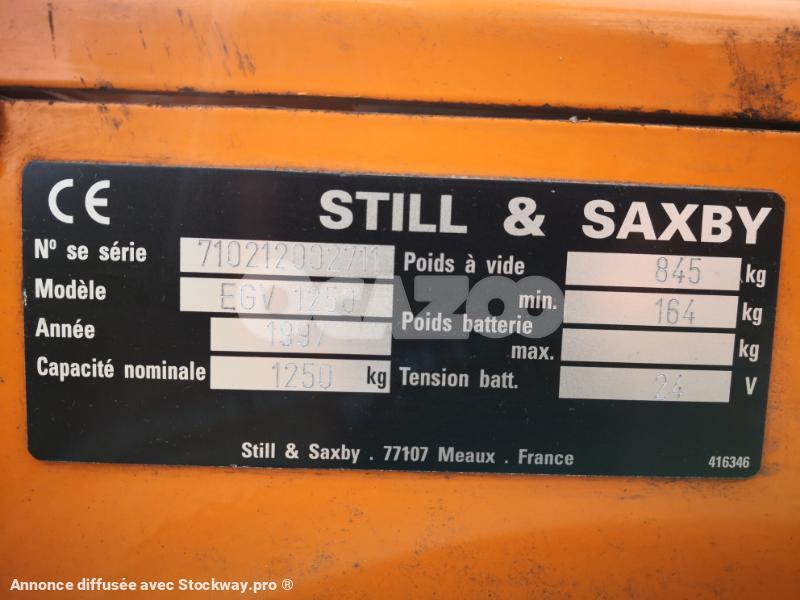 CE
STILL & SAXBY
Nº se série 710212002711
Modèle EGV 1250
Année 1997
Capacité nominale 1250 kg
Poids à vide 845 kg
min. 164 kg
Poids batterie
max. kg
Tension batt. 24 V
Still & Saxby . 77107 Meaux . France
416346
Annonce diffusée avec Stockway.pro ®